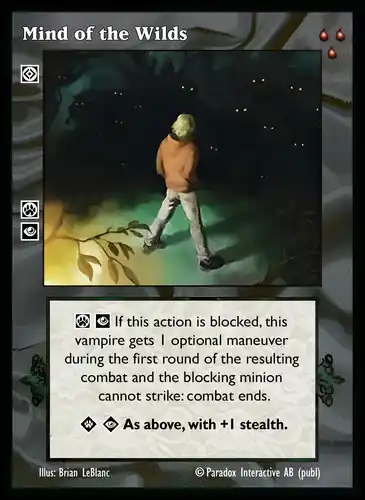 Mind of the Wilds
If this action is blocked, this
vampire gets 1 optional maneuver
during the first round of the resulting
combat and the blocking minion
cannot strike: combat ends.
As above, with +1 stealth.
Illus: Brian LeBlanc © Paradox Interactive AB (publ)